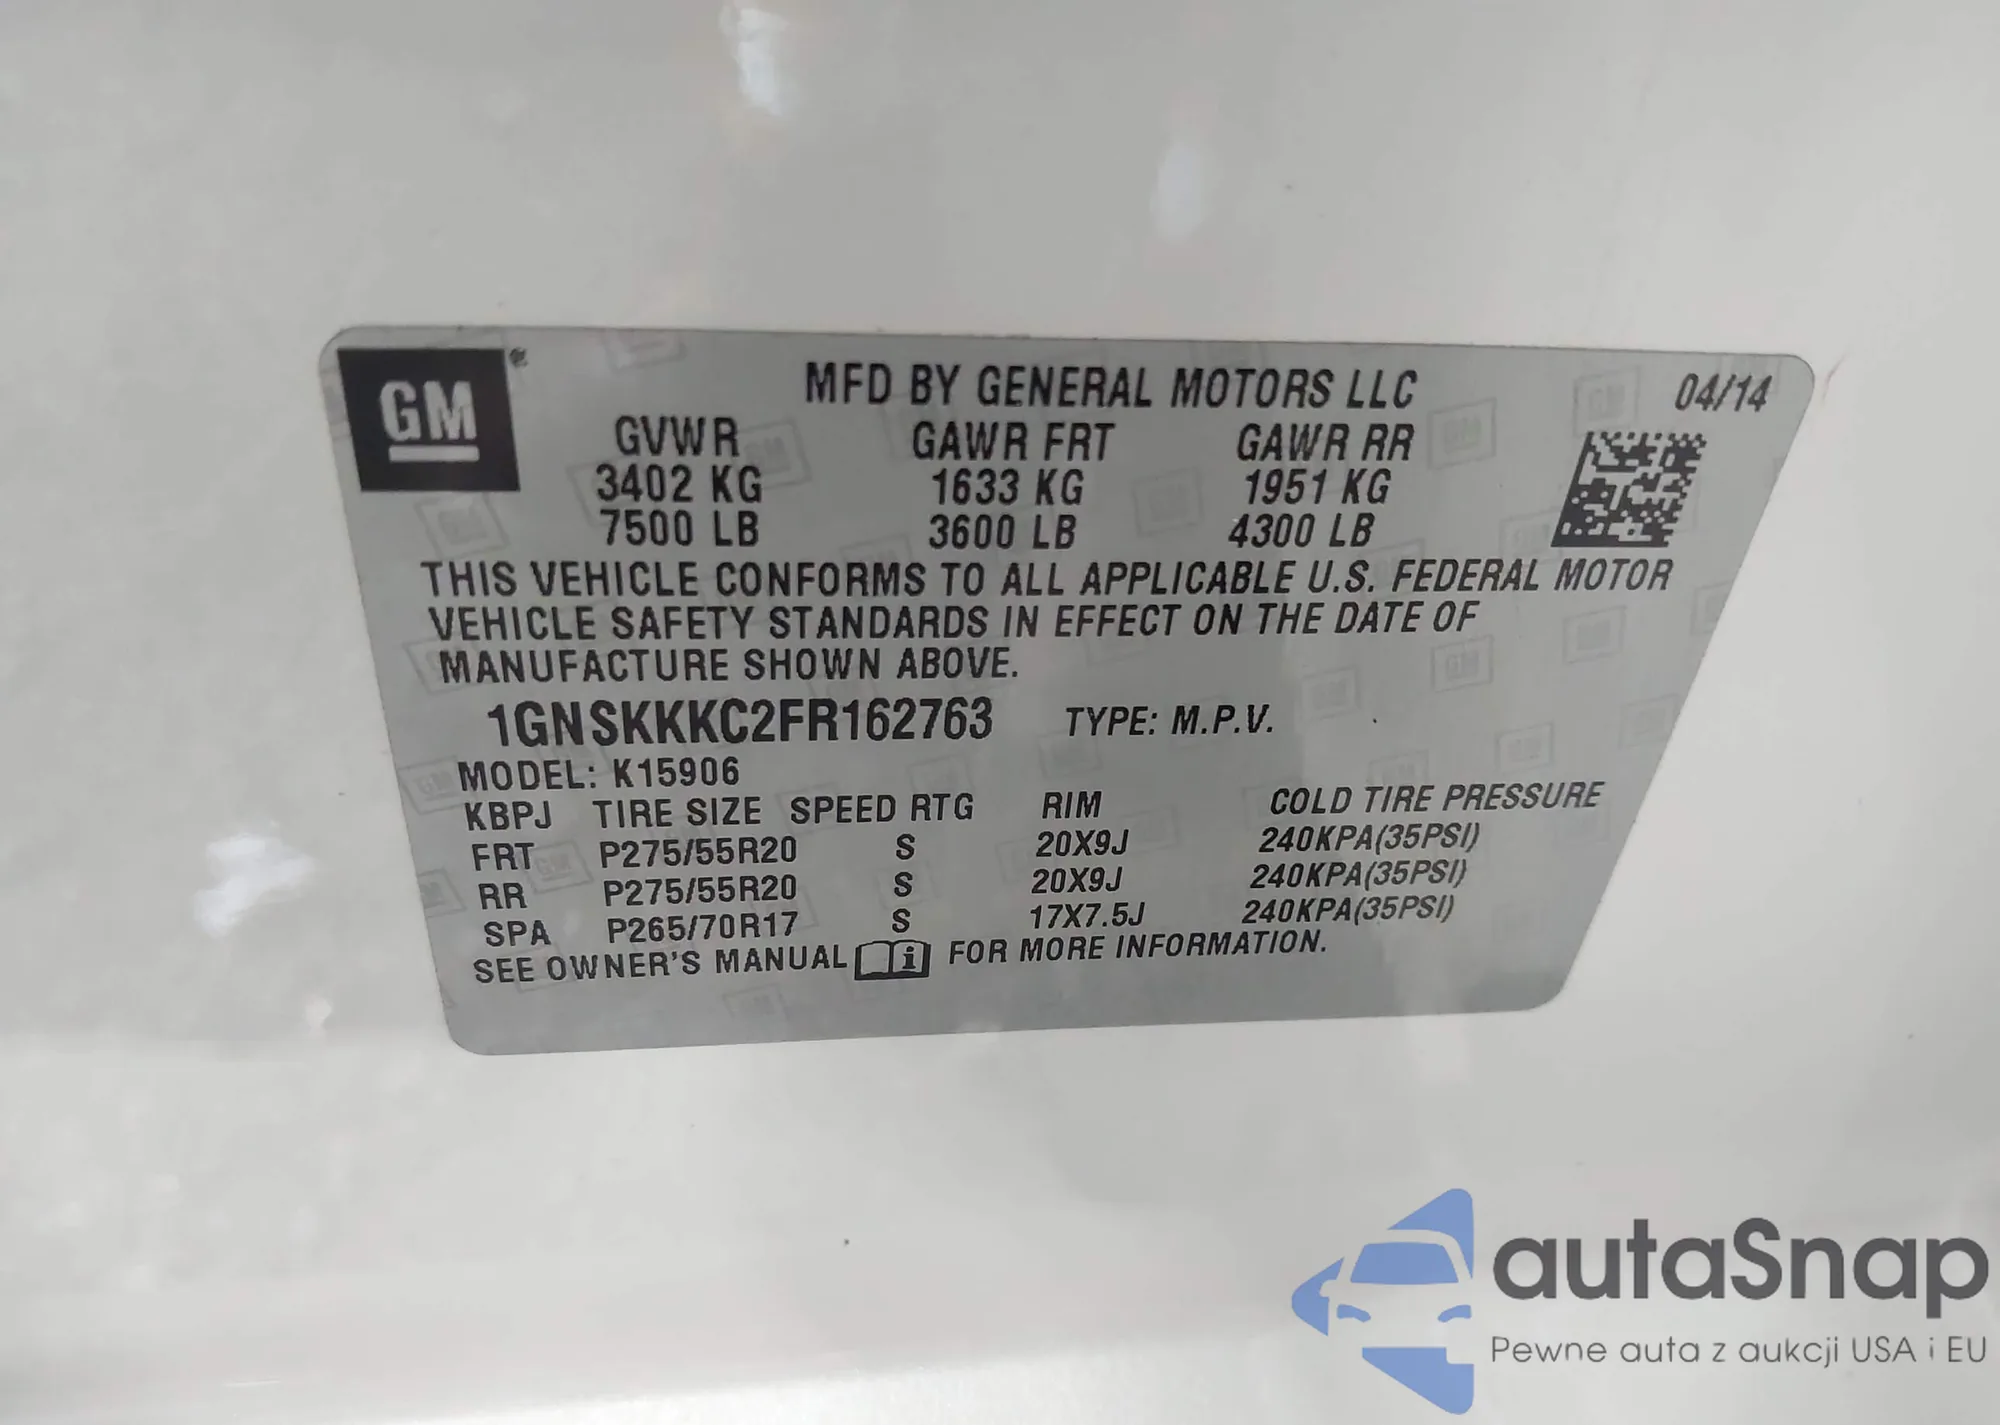 GM®
MFD BY GENERAL MOTORS LLC 04/14
GVWR GAWR FRT GAWR RR
3402 KG 1633 KG 1951 KG
7500 LB 3600 LB 4300 LB
THIS VEHICLE CONFORMS TO ALL APPLICABLE U.S. FEDERAL MOTOR
VEHICLE SAFETY STANDARDS IN EFFECT ON THE DATE OF
MANUFACTURE SHOWN ABOVE.
1GNSKKKC2FR162763 TYPE: M.P.V.
MODEL: K15906
KBPJ TIRE SIZE SPEED RTG RIM COLD TIRE PRESSURE
FRT P275/55R20 S 20X9J 240KPA(35PSI)
RR P275/55R20 S 20X9J 240KPA(35PSI)
SPA P265/70R17 S 17X7.5J 240KPA(35PSI)
SEE OWNER'S MANUAL i FOR MORE INFORMATION.
autaSnap
Pewne auta z aukcji USA i EU